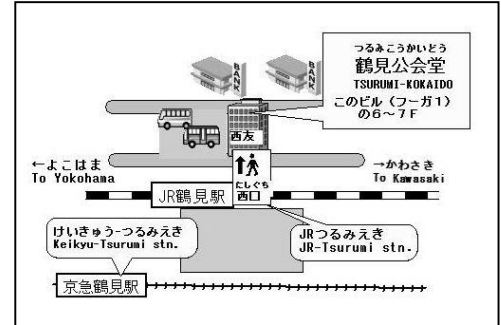 BANK
BANK
つるみこうかいどう
鶴見公会堂
TSURUMI-KOKAIDO
このビル(フーガ1)
の6~7F
西友
←よこはま
To Yokohama
→かわさき
To Kawasaki
JR鶴見駅
たしぐち
西口
けいきゅう-つるみえき
Keikyu-Tsurumi stn.
JRつるみえき
JR-Tsurumi stn.
京急鶴見駅